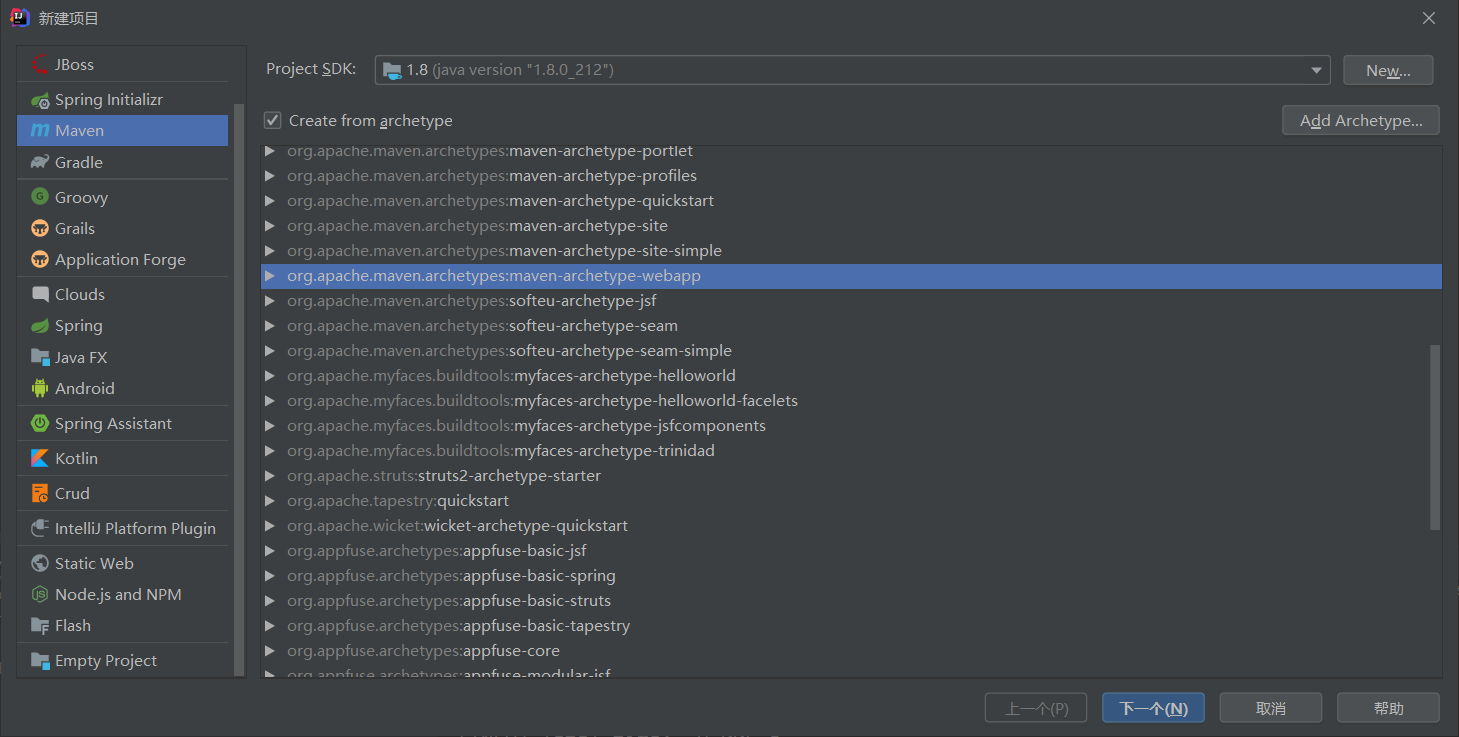 新建项目
JBoss
Spring Initializr
Maven
Gradle
Groovy
Grails
Application Forge
Clouds
Spring
Java FX
Android
Spring Assistant
Kotlin
Crud
IntelliJ Platform Plugin
Static Web
Node.js and NPM
Flash
Empty Project
Project SDK: 1.8 (java version "1.8.0_212") New...
Create from archetype Add Archetype...
org.apache.maven.archetypes:maven-archetype-portlet
org.apache.maven.archetypes:maven-archetype-profiles
org.apache.maven.archetypes:maven-archetype-quickstart
org.apache.maven.archetypes:maven-archetype-site
org.apache.maven.archetypes:maven-archetype-site-simple
org.apache.maven.archetypes:maven-archetype-webapp
org.apache.maven.archetypes:softeu-archetype-jsf
org.apache.maven.archetypes:softeu-archetype-seam
org.apache.maven.archetypes:softeu-archetype-seam-simple
org.apache.myfaces.buildtools:myfaces-archetype-helloworld
org.apache.myfaces.buildtools:myfaces-archetype-helloworld-facelets
org.apache.myfaces.buildtools:myfaces-archetype-jsfcomponents
org.apache.myfaces.buildtools:myfaces-archetype-trinidad
org.apache.struts:struts2-archetype-starter
org.apache.tapestry:quickstart
org.apache.wicket:wicket-archetype-quickstart
org.appfuse.archetypes:appfuse-basic-jsf
org.appfuse.archetypes:appfuse-basic-spring
org.appfuse.archetypes:appfuse-basic-struts
org.appfuse.archetypes:appfuse-basic-tapestry
org.appfuse.archetypes:appfuse-core
org.appfuse.archetypes:appfuse-modular-jsf
上一个(P) 下一个(N) 取消 帮助